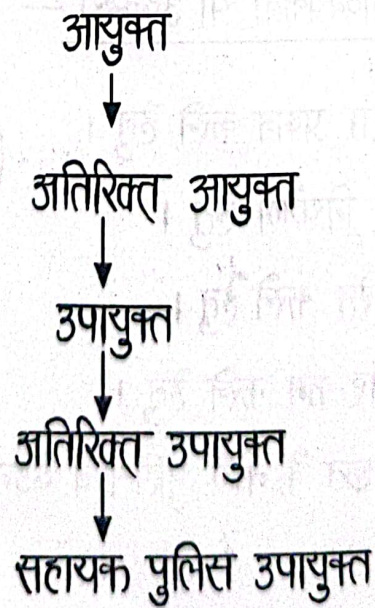 आयुक्त
अतिरिक्त आयुक्त
उपायुक्त
अतिरिक्त उपायुक्त
सहायक पुलिस उपायुक्त